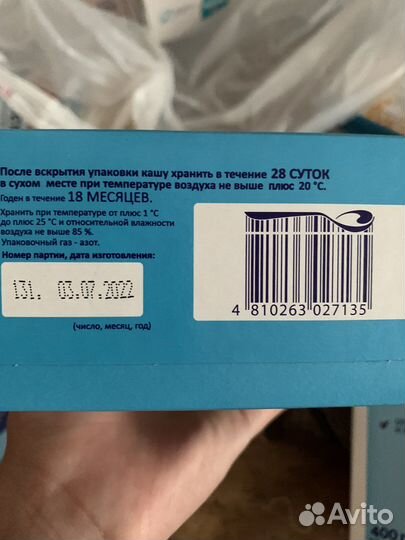 После вскрытия упаковки кашу хранить в течение 28 СУТОК
в сухом месте при температуре воздуха не выше плюс 20 °С.
Годен в течение 18 МЕСЯЦЕВ.
Хранить при температуре от плюс 1 °С
до плюс 25 °С и относительной влажности
воздуха не выше 85 %.
Упаковочный газ - азот.
Номер партии, дата изготовления:
131. 03.07.2022
(число, месяц, год)
4 810263 027135
400
Avito